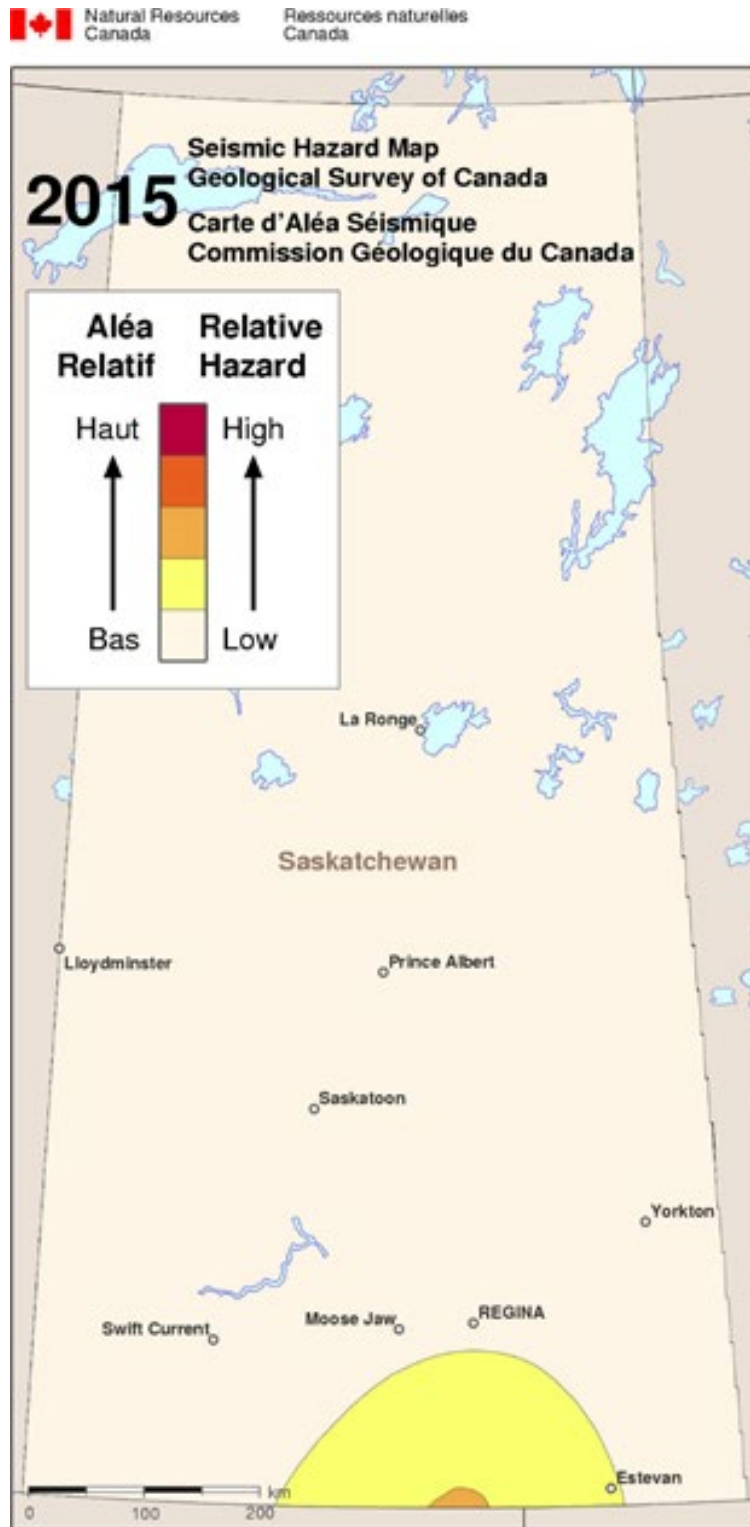 Natural Resources
Canada
Ressources naturelles
Canada
2015
Seismic Hazard Map
Geological Survey of Canada
Carte d'Aléa Séismique
Commission Géologique du Canada
Aléa
Relatif
Relative
Hazard
Haut
High
Bas
Low
La Ronge
Saskatchewan
Lloydminster
Prince Albert
Saskatoon
Yorkton
Swift Current
Moose Jaw
REGINA
Estevan
km
0 100 200